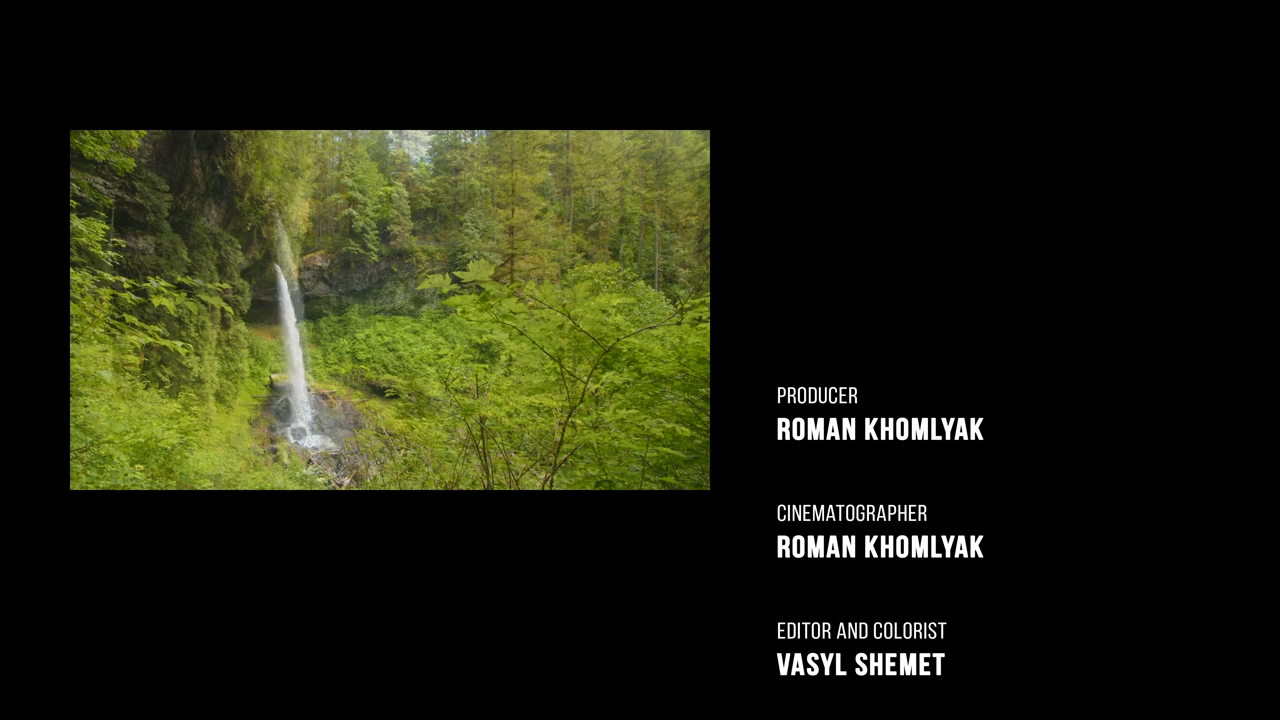 PRODUCER
ROMAN KHOMLYAK
CINEMATOGRAPHER
ROMAN KHOMLYAK
EDITOR AND COLORIST
VASYL SHEMET